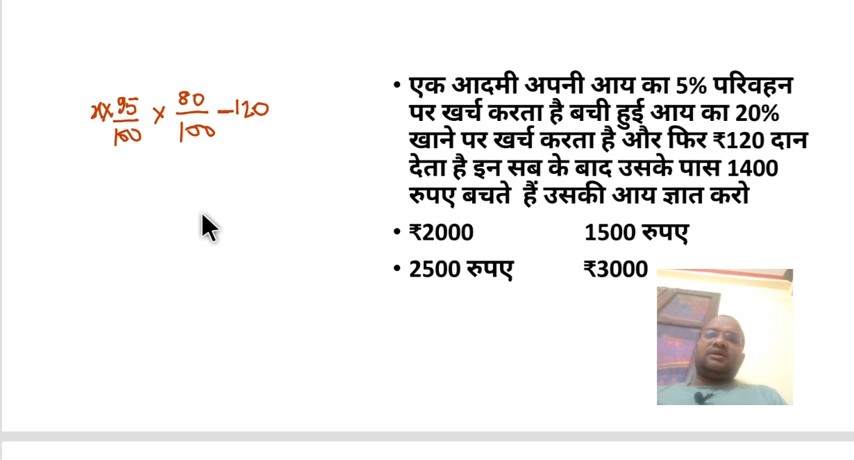 x × 95/100 × 80/100 − 120
• एक आदमी अपनी आय का 5% परिवहन
पर खर्च करता है बची हुई आय का 20%
खाने पर खर्च करता है और फिर ₹120 दान
देता है इन सब के बाद उसके पास 1400
रुपए बचते हैं उसकी आय ज्ञात करो
• ₹2000 1500 रुपए
• 2500 रुपए ₹3000